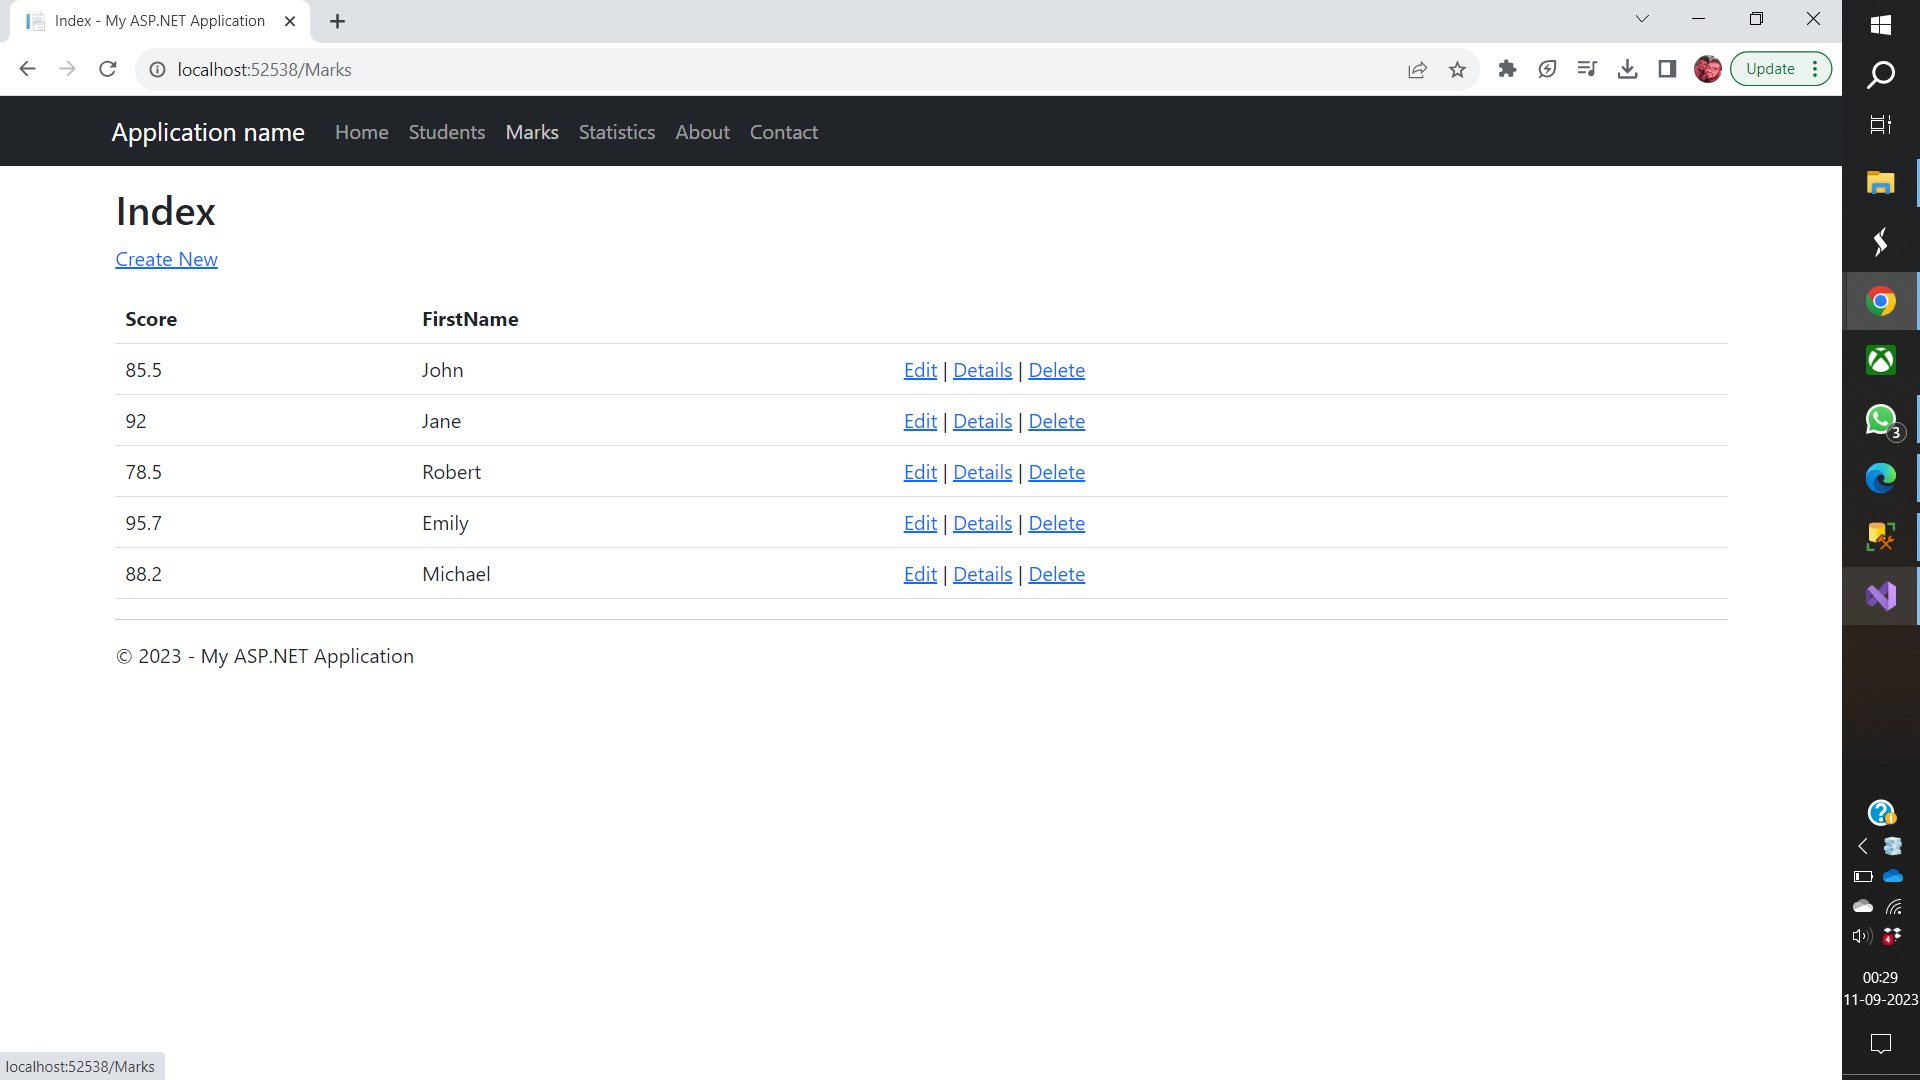 Index - My ASP.NET Application
localhost:52538/Marks
Update
Application name Home Students Marks Statistics About Contact
Index
Create New
Score FirstName
85.5 John Edit | Details | Delete
92 Jane Edit | Details | Delete
78.5 Robert Edit | Details | Delete
95.7 Emily Edit | Details | Delete
88.2 Michael Edit | Details | Delete
© 2023 - My ASP.NET Application
localhost:52538/Marks
3
4
00:29
11-09-2023